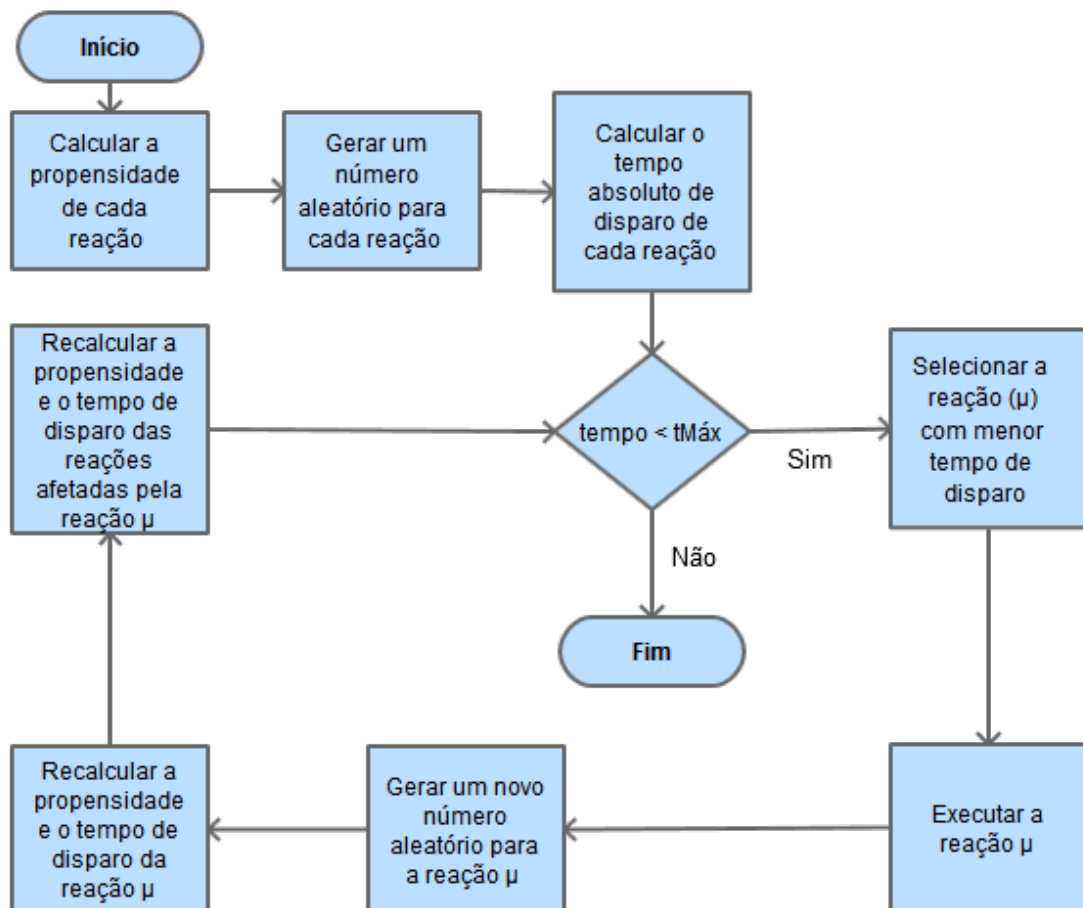 Início
Calcular a
propensidade
de cada
reação
Gerar um
número
aleatório para
cada reação
Calcular o
tempo
absoluto de
disparo de
cada reação
tempo < tMáx
Sim
Não
Fim
Selecionar a
reação (μ)
com menor
tempo de
disparo
Executar a
reação μ
Gerar um novo
número
aleatório para
a reação μ
Recalcular a
propensidade
e o tempo de
disparo da
reação μ
Recalcular a
propensidade
e o tempo de
disparo das
reações
afetadas pela
reação μ